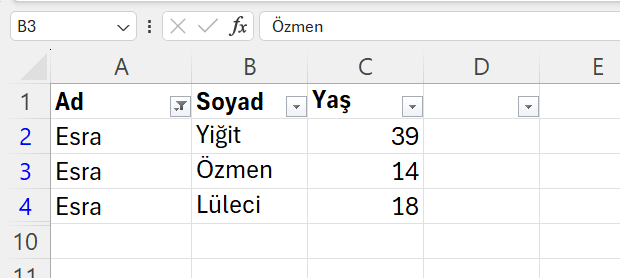 B3 fx Özmen
A B C D E
1 Ad Soyad Yaş
2 Esra Yiğit 39
3 Esra Özmen 14
4 Esra Lüleci 18
10
11